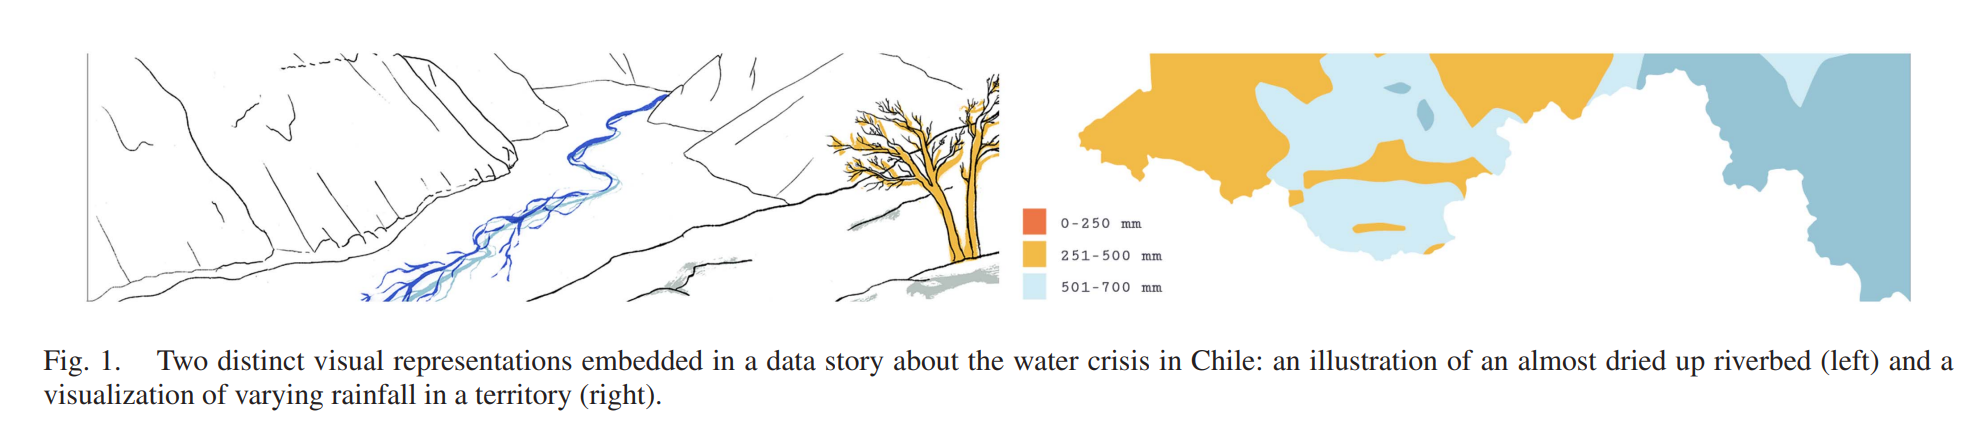 0-250 mm
251-500 mm
501-700 mm
Fig. 1. Two distinct visual representations embedded in a data story about the water crisis in Chile: an illustration of an almost dried up riverbed (left) and a
visualization of varying rainfall in a territory (right).